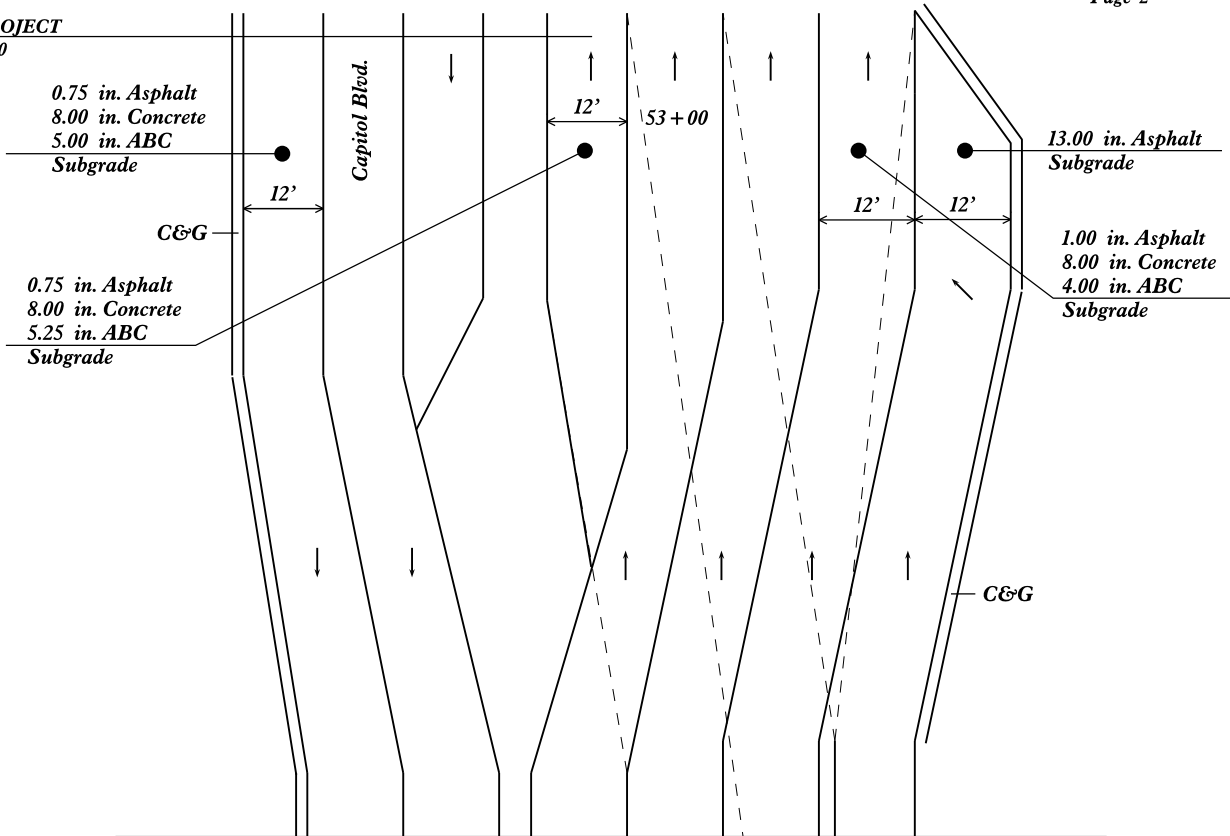 Page 2
OJECT
0
0.75 in. Asphalt
8.00 in. Concrete
5.00 in. ABC
Subgrade
Capitol Blvd.
12’
53+00
13.00 in. Asphalt
Subgrade
12’
12’
12’
C&G
1.00 in. Asphalt
8.00 in. Concrete
4.00 in. ABC
Subgrade
0.75 in. Asphalt
8.00 in. Concrete
5.25 in. ABC
Subgrade
C&G